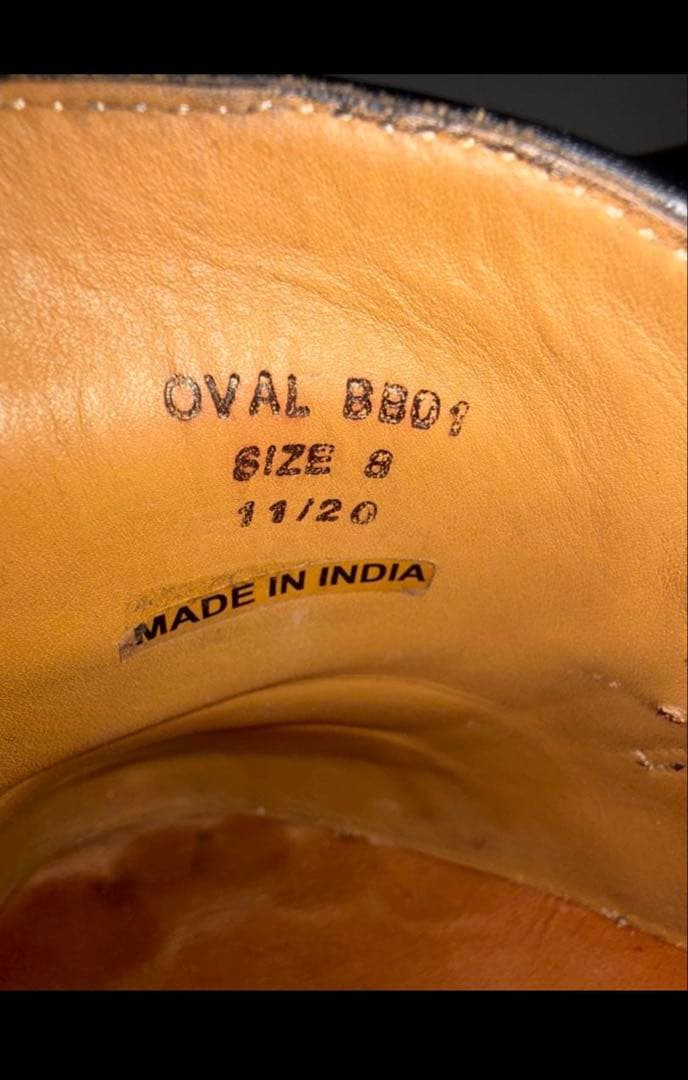 OVAL BB01
SIZE 8
11/20
MADE IN INDIA